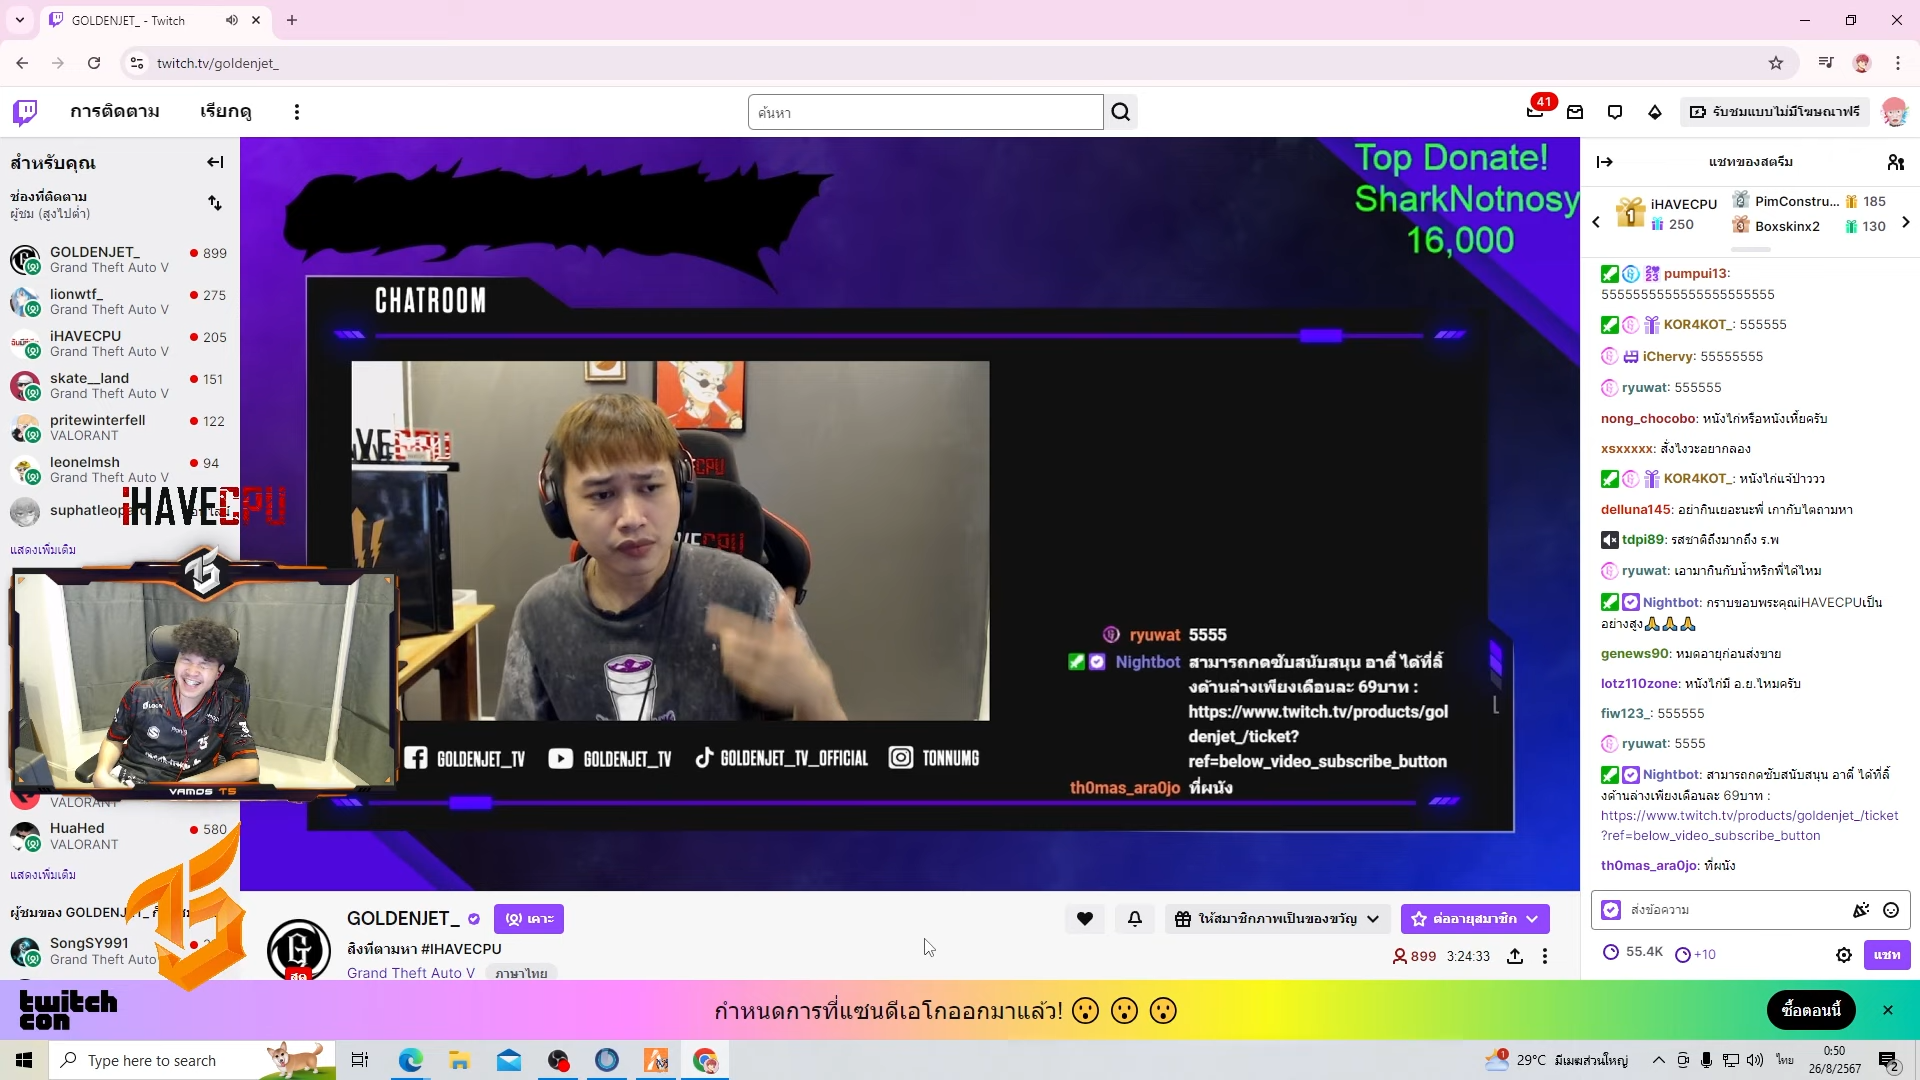 GOLDENJET_ - Twitch
twitch.tv/goldenjet_
การติดตาม
เรียกดู
ค้นหา
41
รับชมแบบไม่มีโฆษณาฟรี
สำหรับคุณ
ช่องที่ติดตาม
ผู้ชม (สูงไปต่ำ)
GOLDENJET_ 899
Grand Theft Auto V
lionwtf_ 275
Grand Theft Auto V
iHAVECPU 205
Grand Theft Auto V
skate__land 151
Grand Theft Auto V
pritewinterfell 122
VALORANT
leonelmsh 94
Grand Theft Auto V
iHAVECPU
แสดงเพิ่มเติม
VAMOS T5
VALORANT
HuaHed 580
VALORANT
แสดงเพิ่มเติม
SongSY991
Grand Theft Auto
Top Donate!
SharkNotnosy
16,000
CHATROOM
ryuwat 5555
Nightbot สามารถกดซับสนับสนุน อาตี๋ ได้ที่ลิ้
งด้านล่างเพียงเดือนละ 69บาท :
https://www.twitch.tv/products/gol
denjet_/ticket?
ref=below_video_subscribe_button
th0mas_ara0jo ที่ผนัง
GOLDENJET_TV
GOLDENJET_TV
GOLDENJET_TV_OFFICIAL
TONNUMG
GOLDENJET_
เคาะ
ให้สมาชิกภาพเป็นของขวัญ
ต่ออายุสมาชิก
สิ่งที่ตามหา #IHAVECPU
Grand Theft Auto V
ภาษาไทย
899 3:24:33
แชทของสตรีม
1 iHAVECPU 250
2 PimConstru... 185
3 Boxskinx2 130
pumpui13:
5555555555555555555555
KOR4KOT_: 555555
iChervy: 55555555
ryuwat: 555555
nong_chocobo: หนังไก่หรือหนังเหี้ยครับ
xsxxxxx: สั่งไงวะอยากลอง
KOR4KOT_: หนังไก่แจ้ป่าววว
delluna145: อย่ากินเยอะนะพี่ เกากับไตถามหา
tdpi89: รสชาติถึงมากถึง ร.พ
ryuwat: เอามากินกับน้ำหริกพี่ได้ไหม
Nightbot: กราบขอบพระคุณiHAVECPUเป็น
อย่างสูง🙏🙏🙏
genews90: หมดอายุก่อนส่งขาย
lotz110zone: หนังไก่มี อ.ย.ไหมครับ
fiw123_: 555555
ryuwat: 5555
Nightbot: สามารถกดซับสนับสนุน อาตี๋ ได้ที่ลิ้
งด้านล่างเพียงเดือนละ 69บาท :
https://www.twitch.tv/products/goldenjet_/ticket
?ref=below_video_subscribe_button
th0mas_ara0jo: ที่ผนัง
ส่งข้อความ
55.4K +10
แชท
twitch
con
กำหนดการที่แซนดีเอโกออกมาแล้ว! 😮 😮 😮
ซื้อตอนนี้
Type here to search
29°C มีเมฆส่วนใหญ่
ไทย
0:50
26/8/2567
2